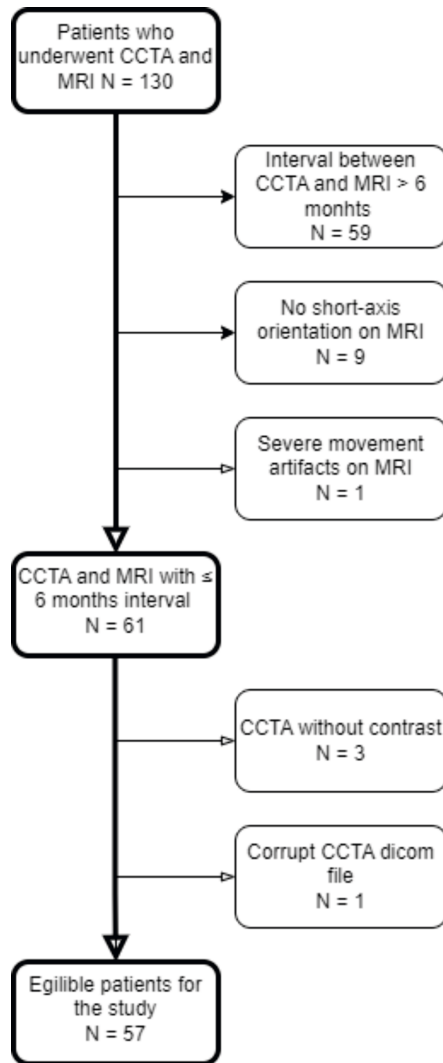 Patients who
underwent CCTA and
MRI N = 130
Interval between
CCTA and MRI > 6
monhts
N = 59
No short-axis
orientation on MRI
N = 9
Severe movement
artifacts on MRI
N = 1
CCTA and MRI with ≤
6 months interval
N = 61
CCTA without contrast
N = 3
Corrupt CCTA dicom
file
N = 1
Egilible patients for
the study
N = 57